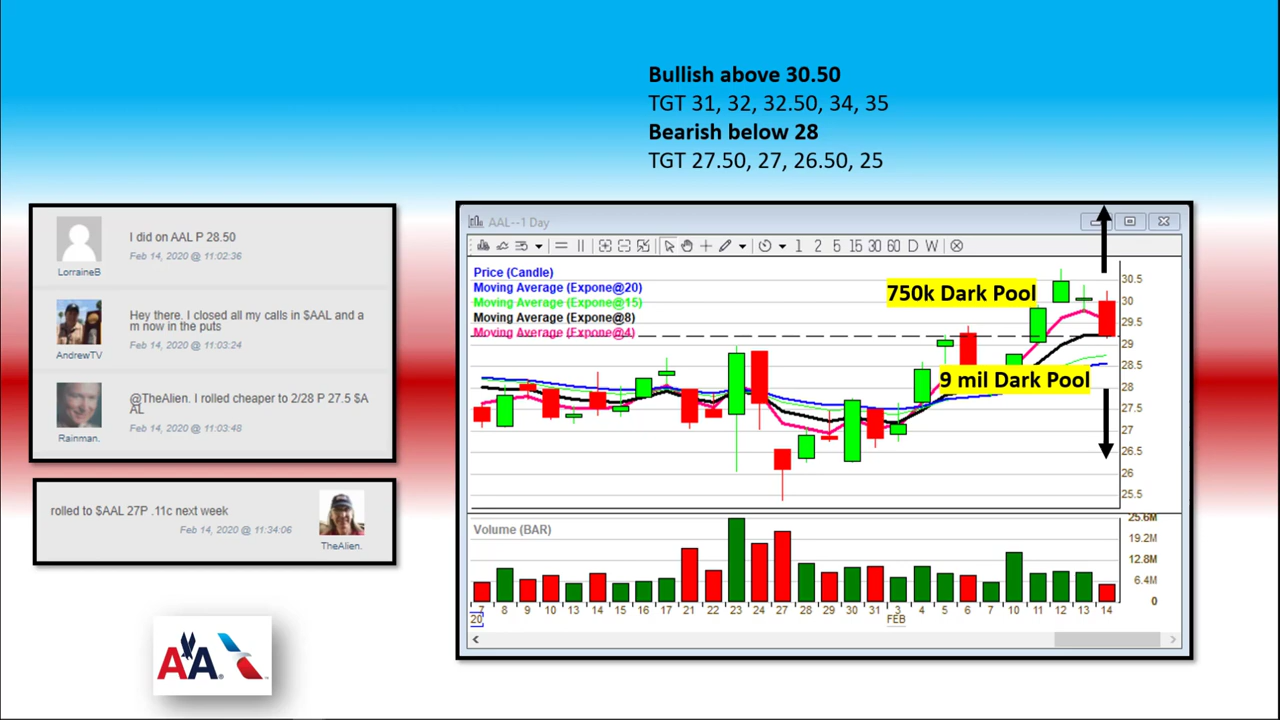 Bullish above 30.50
TGT 31, 32, 32.50, 34, 35
Bearish below 28
TGT 27.50, 27, 26.50, 25
I did on AAL P 28.50
Feb 14, 2020 @ 11:02:36
LorraineB
Hey there. I closed all my calls in $AAL and a
m now in the puts
Feb 14, 2020 @ 11:03:24
AndrewTV
@TheAlien. I rolled cheaper to 2/28 P 27.5 $A
AL
Feb 14, 2020 @ 11:03:48
Rainman.
rolled to $AAL 27P .11c next week
Feb 14, 2020 @ 11:34:06
TheAlien.
AA
AAL--1 Day
1 2 5 15 30 60 D W
Price (Candle)
Moving Average (Expone@20)
Moving Average (Expone@15)
Moving Average (Expone@8)
Moving Average (Expone@4)
750k Dark Pool
9 mil Dark Pool
30.5
30
29.5
29
28.5
28
27.5
27
26.5
26
25.5
Volume (BAR)
25.6M
19.2M
12.8M
6.4M
0
7 8 9 10 13 14 15 16 17 21 22 23 24 27 28 29 30 31 3 4 5 6 7 10 11 12 13 14
20 FEB